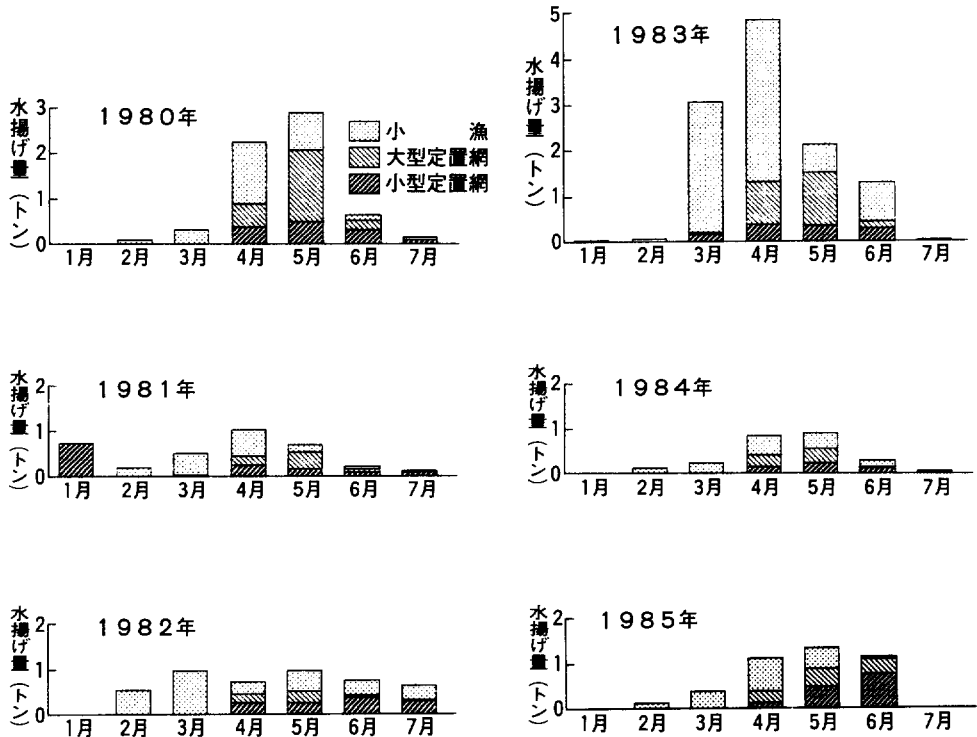 1980年
水揚げ量（トン）
3
2
1
0
小 漁
大型定置網
小型定置網
1月 2月 3月 4月 5月 6月 7月
1983年
水揚げ量（トン）
5
4
3
2
1
0
1月 2月 3月 4月 5月 6月 7月
1981年
水揚げ量（トン）
2
1
0
1月 2月 3月 4月 5月 6月 7月
1984年
水揚げ量（トン）
2
1
0
1月 2月 3月 4月 5月 6月 7月
1982年
水揚げ量（トン）
2
1
0
1月 2月 3月 4月 5月 6月 7月
1985年
水揚げ量（トン）
2
1
0
1月 2月 3月 4月 5月 6月 7月